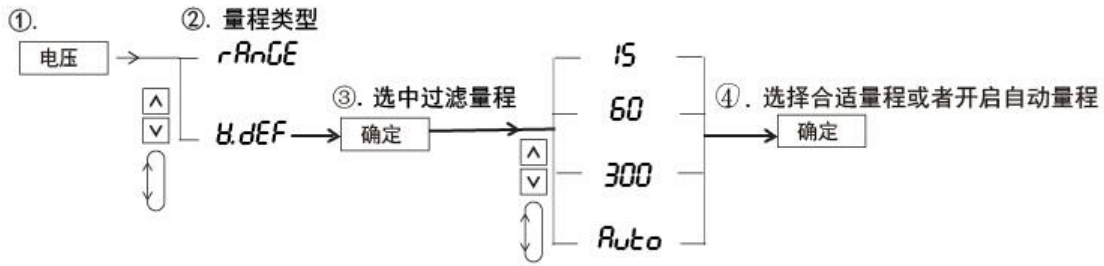 ①.
②. 量程类型
电压
rAnGE
V.dEF
③. 选中过滤量程
确定
15
60
300
Auto
④. 选择合适量程或者开启自动量程
确定